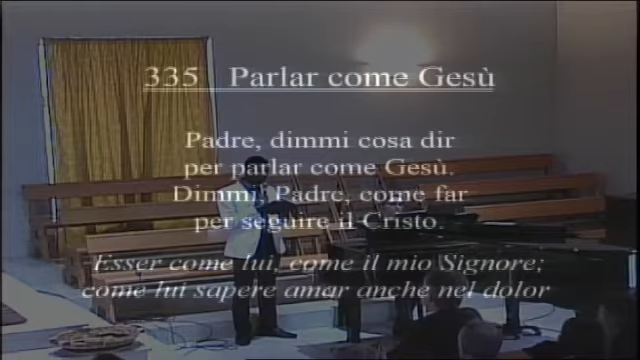 335 Parlar come Gesù
Padre, dimmi cosa dir
per parlar come Gesù.
Dimmi, Padre, come far
per seguire il Cristo.
Esser come lui, come il mio Signore;
come lui sapere amar anche nel dolor